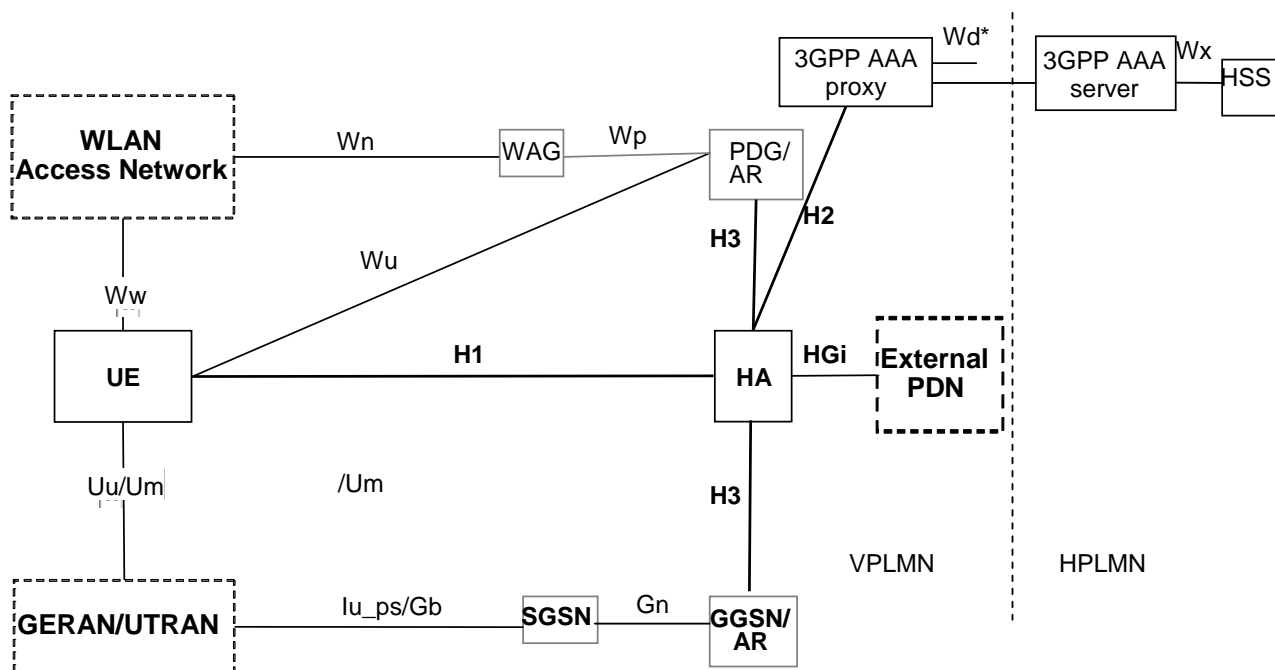 Wd*
3GPP AAA
proxy
3GPP AAA
server
Wx
HSS
WLAN
Access Network
Wn
WAG
Wp
PDG/
AR
H2
H3
Wu
Ww
UE
H1
HA
HGi
External
PDN
Uu/Um
/Um
H3
VPLMN
HPLMN
GERAN/UTRAN
Iu_ps/Gb
SGSN
Gn
GGSN/
AR